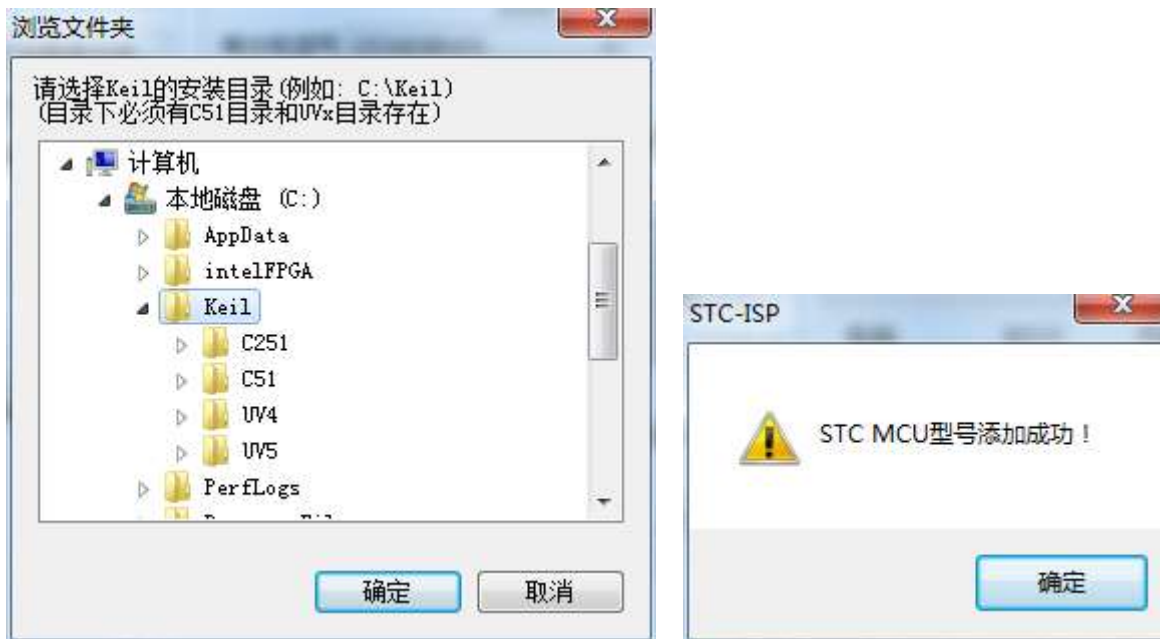 浏览文件夹
请选择Keil的安装目录(例如: C:\Keil)
(目录下必须有C51目录和UVx目录存在)
计算机
本地磁盘 (C:)
AppData
intelFPGA
Keil
C251
C51
UV4
UV5
PerfLogs
确定
取消
STC-ISP
STC MCU型号添加成功！
确定